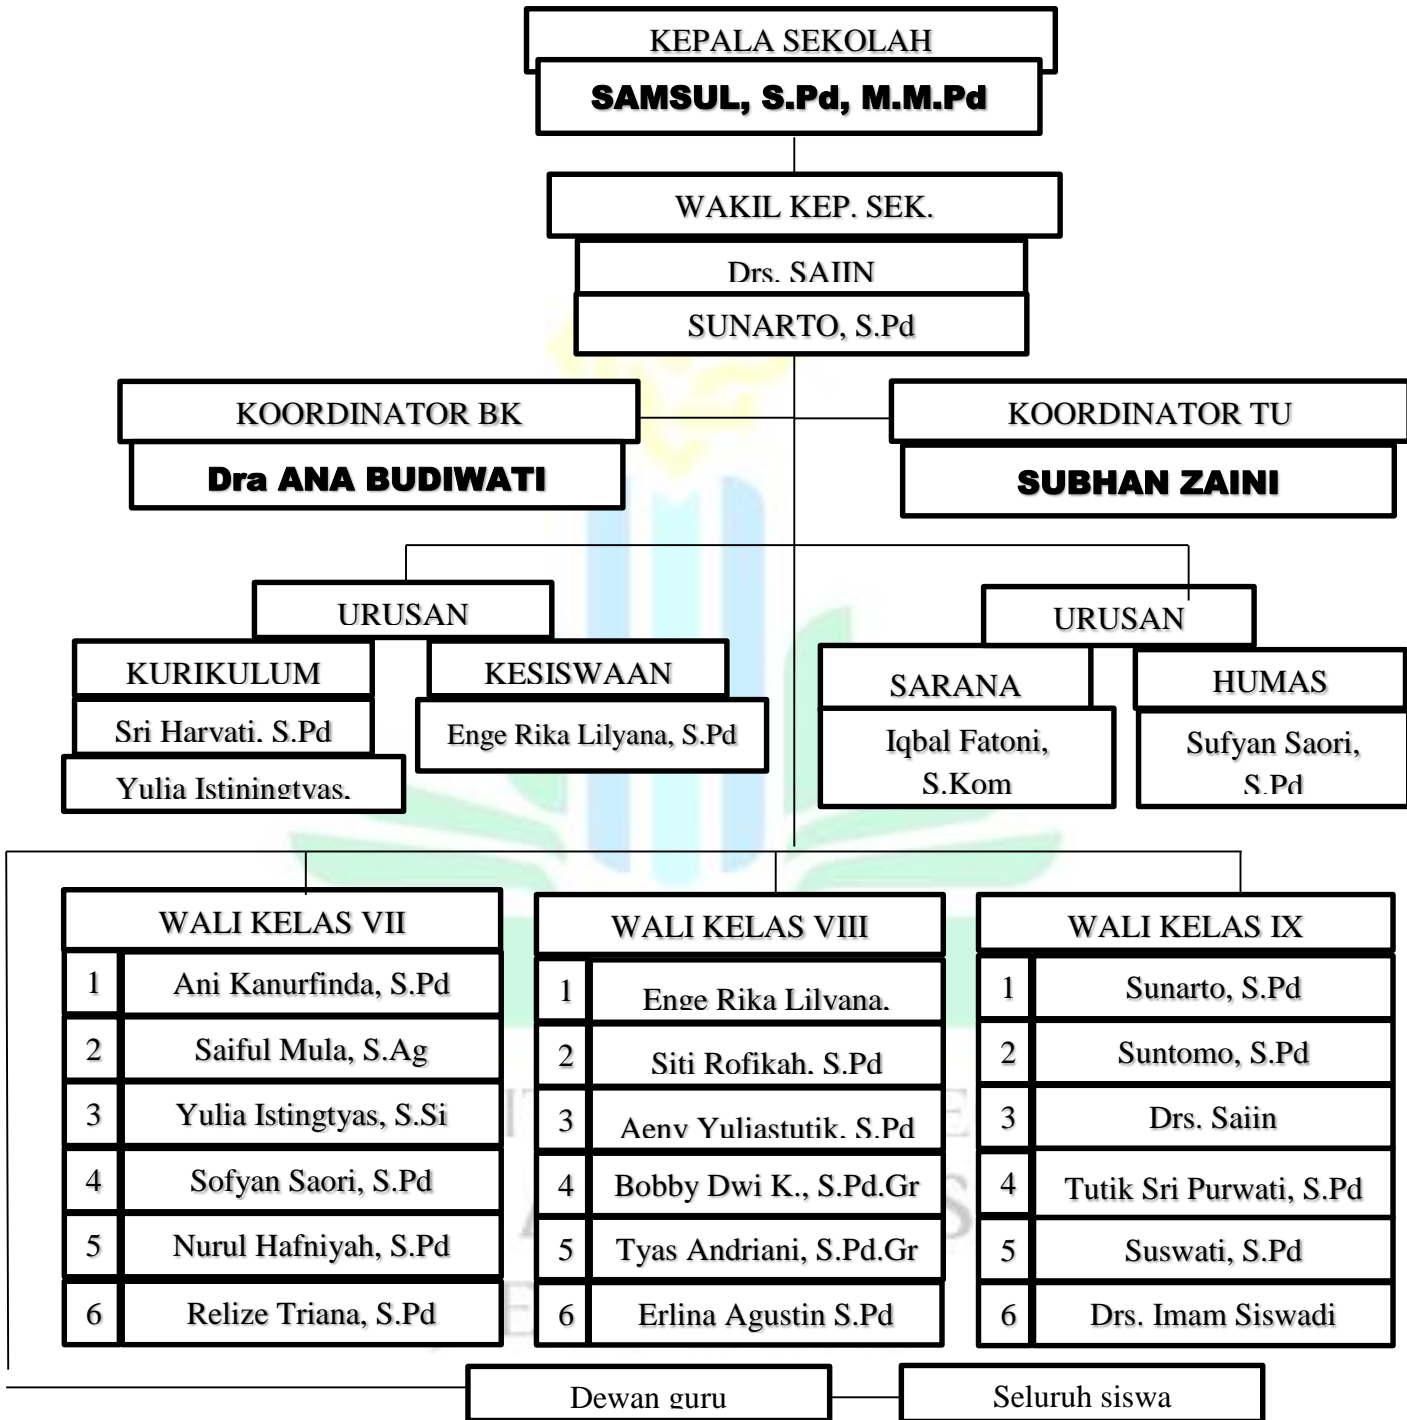 KEPALA SEKOLAH
SAMSUL, S.Pd, M.M.Pd
WAKIL KEP. SEK.
Drs. SAIIN
SUNARTO, S.Pd
KOORDINATOR BK
KOORDINATOR TU
Dra ANA BUDIWATI
SUBHAN ZAINI
URUSAN
URUSAN
KURIKULUM
KESISWAAN
SARANA
HUMAS
Sri Haryati, S.Pd
Enge Rika Lilyana, S.Pd
Iqbal Fatoni,
S.Kom
Sufyan Saori,
S.Pd
Yulia Istiningtyas,
WALI KELAS VII
1 Ani Kanurfinda, S.Pd
2 Saiful Mula, S.Ag
3 Yulia Istingtyas, S.Si
4 Sofyan Saori, S.Pd
5 Nurul Hafniyah, S.Pd
6 Relize Triana, S.Pd
WALI KELAS VIII
1 Enge Rika Lilyana,
2 Siti Rofikah, S.Pd
3 Aeny Yuliastutik, S.Pd
4 Bobby Dwi K., S.Pd.Gr
5 Tyas Andriani, S.Pd.Gr
6 Erlina Agustin S.Pd
WALI KELAS IX
1 Sunarto, S.Pd
2 Suntomo, S.Pd
3 Drs. Saiin
4 Tutik Sri Purwati, S.Pd
5 Suswati, S.Pd
6 Drs. Imam Siswadi
Dewan guru
Seluruh siswa